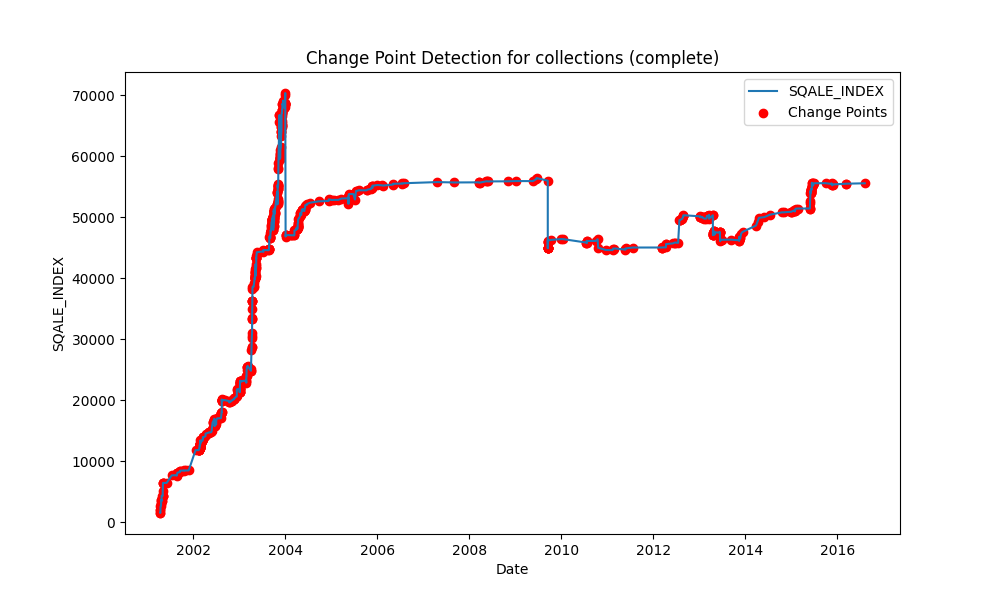 Change Point Detection for collections (complete)
SQALE_INDEX
Change Points
70000
60000
50000
40000
30000
20000
10000
0
SQALE_INDEX
2002 2004 2006 2008 2010 2012 2014 2016
Date